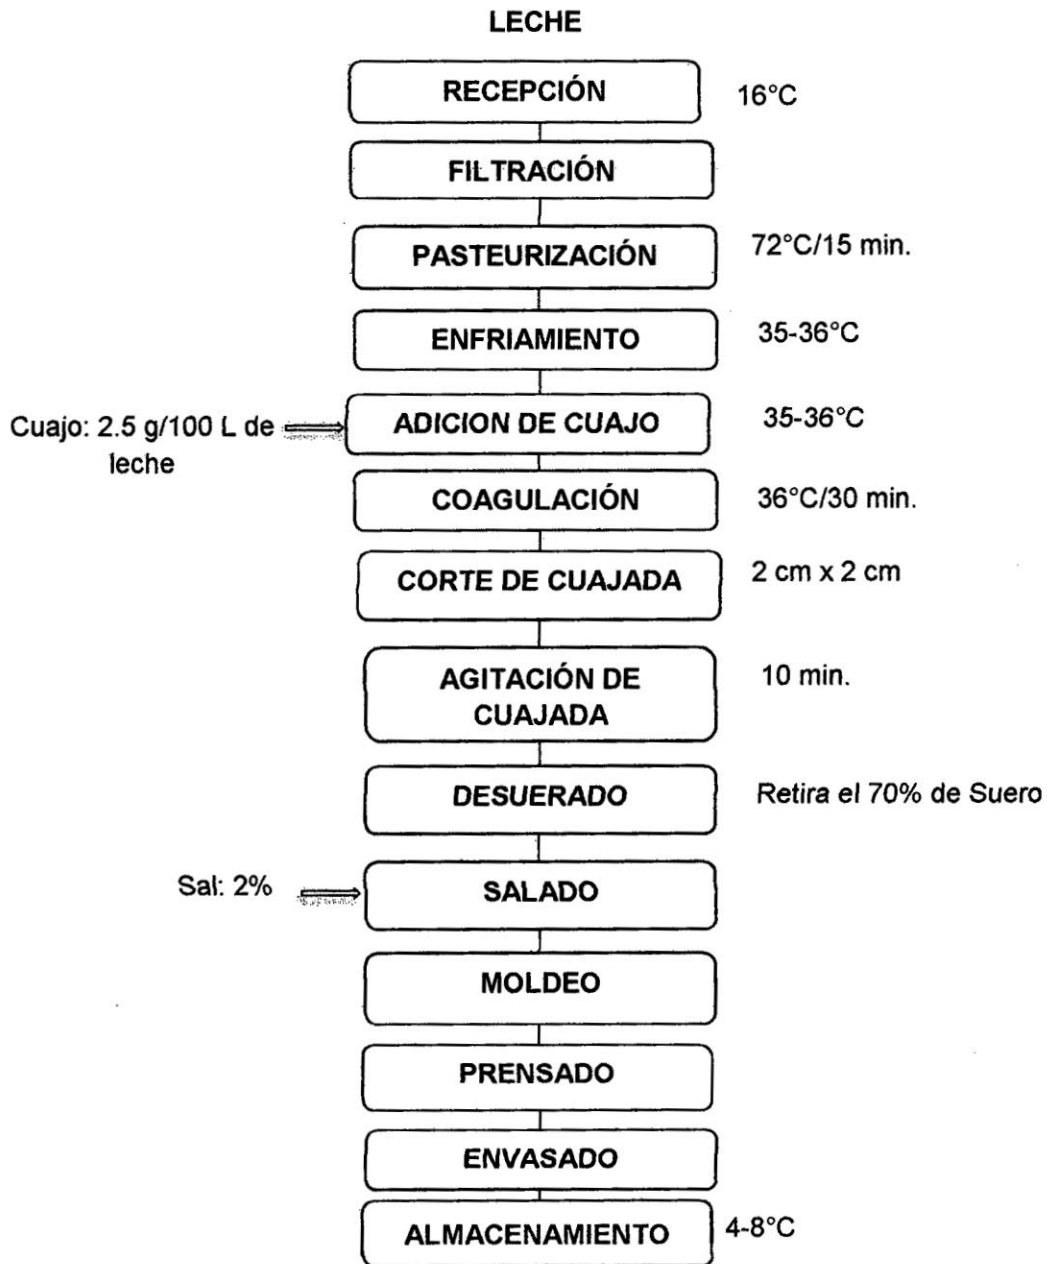 LECHE
RECEPCIÓN
16°C
FILTRACIÓN
PASTEURIZACIÓN
72°C/15 min.
ENFRIAMIENTO
35-36°C
Cuajo: 2.5 g/100 L de
leche
ADICION DE CUAJO
35-36°C
COAGULACIÓN
36°C/30 min.
CORTE DE CUAJADA
2 cm x 2 cm
AGITACIÓN DE
CUAJADA
10 min.
DESUERADO
Retira el 70% de Suero
Sal: 2%
SALADO
MOLDEO
PRENSADO
ENVASADO
ALMACENAMIENTO
4-8°C